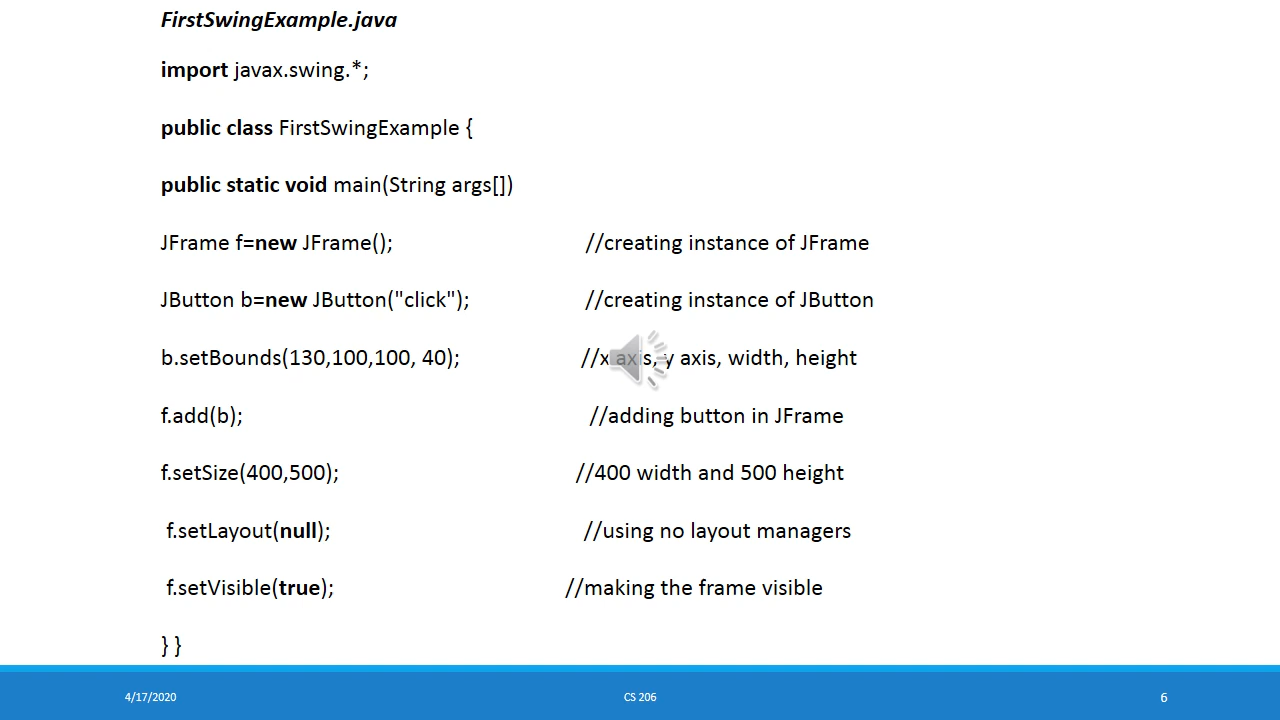 FirstSwingExample.java
import javax.swing.*;
public class FirstSwingExample {
public static void main(String args[])
JFrame f=new JFrame(); //creating instance of JFrame
JButton b=new JButton("click"); //creating instance of JButton
b.setBounds(130,100,100, 40); //x axis, y axis, width, height
f.add(b); //adding button in JFrame
f.setSize(400,500); //400 width and 500 height
f.setLayout(null); //using no layout managers
f.setVisible(true); //making the frame visible
} }
4/17/2020 CS 206 6